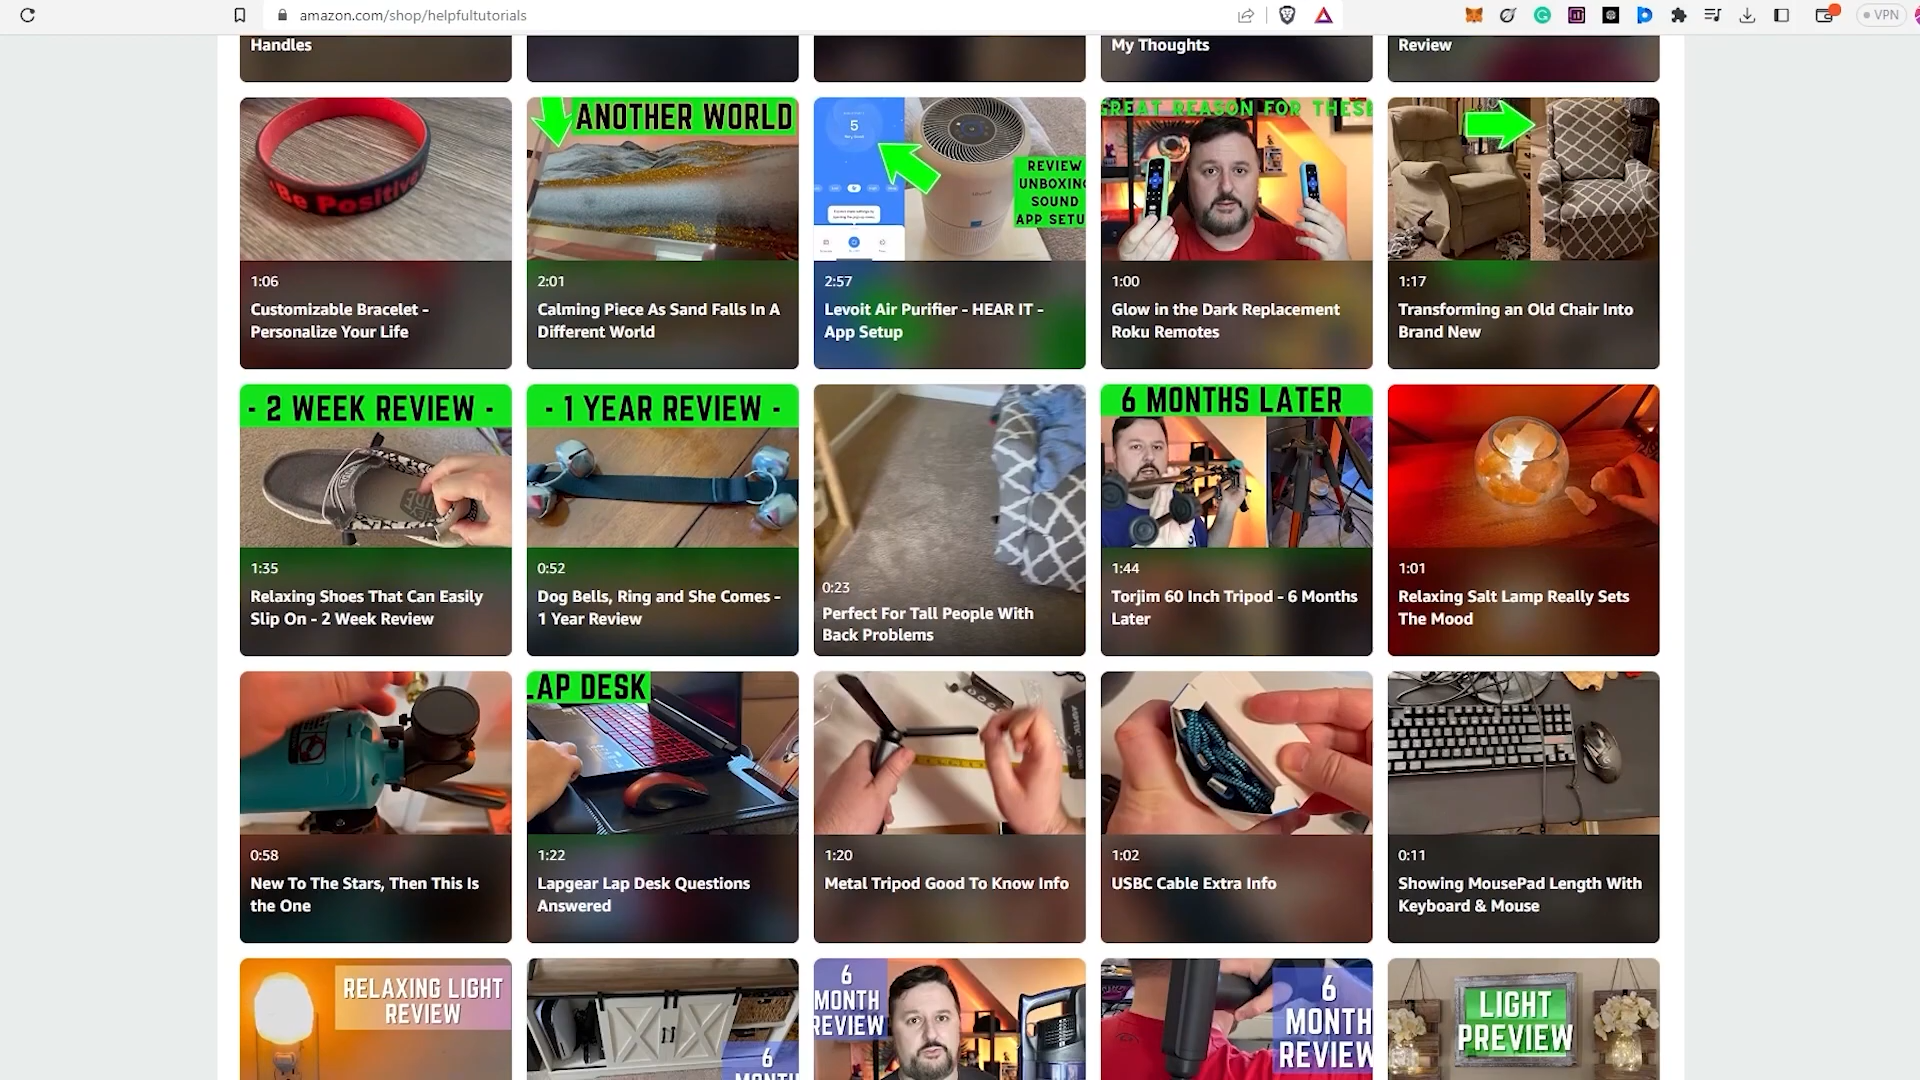 amazon.com/shop/helpfultutorials
VPN
Handles
My Thoughts
Review
Be Positive
ANOTHER WORLD
5
REVIEW
UNBOXING
SOUND
APP SETU
GREAT REASON FOR THESE
1:06
Customizable Bracelet -
Personalize Your Life
2:01
Calming Piece As Sand Falls In A
Different World
2:57
Levoit Air Purifier - HEAR IT -
App Setup
1:00
Glow in the Dark Replacement
Roku Remotes
1:17
Transforming an Old Chair Into
Brand New
- 2 WEEK REVIEW -
- 1 YEAR REVIEW -
6 MONTHS LATER
1:35
Relaxing Shoes That Can Easily
Slip On - 2 Week Review
0:52
Dog Bells, Ring and She Comes -
1 Year Review
0:23
Perfect For Tall People With
Back Problems
1:44
Torjim 60 Inch Tripod - 6 Months
Later
1:01
Relaxing Salt Lamp Really Sets
The Mood
LAP DESK
0:58
New To The Stars, Then This Is
the One
1:22
Lapgear Lap Desk Questions
Answered
1:20
Metal Tripod Good To Know Info
1:02
USBC Cable Extra Info
0:11
Showing MousePad Length With
Keyboard & Mouse
RELAXING LIGHT
REVIEW
6
MONTH
6
MONTH
REVIEW
6
MONTH
REVIEW
LIGHT
PREVIEW